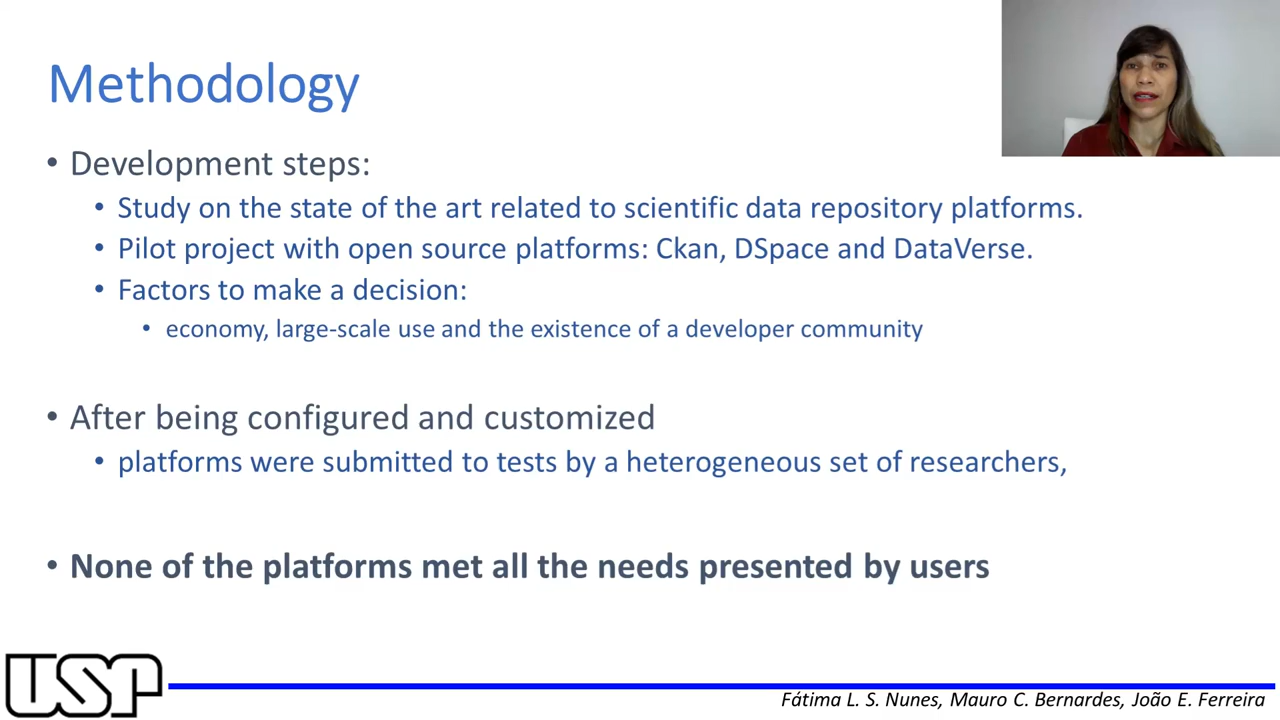 Methodology
• Development steps:
• Study on the state of the art related to scientific data repository platforms.
• Pilot project with open source platforms: Ckan, DSpace and DataVerse.
• Factors to make a decision:
• economy, large-scale use and the existence of a developer community
• After being configured and customized
• platforms were submitted to tests by a heterogeneous set of researchers,
• None of the platforms met all the needs presented by users
USP
Fátima L. S. Nunes, Mauro C. Bernardes, João E. Ferreira